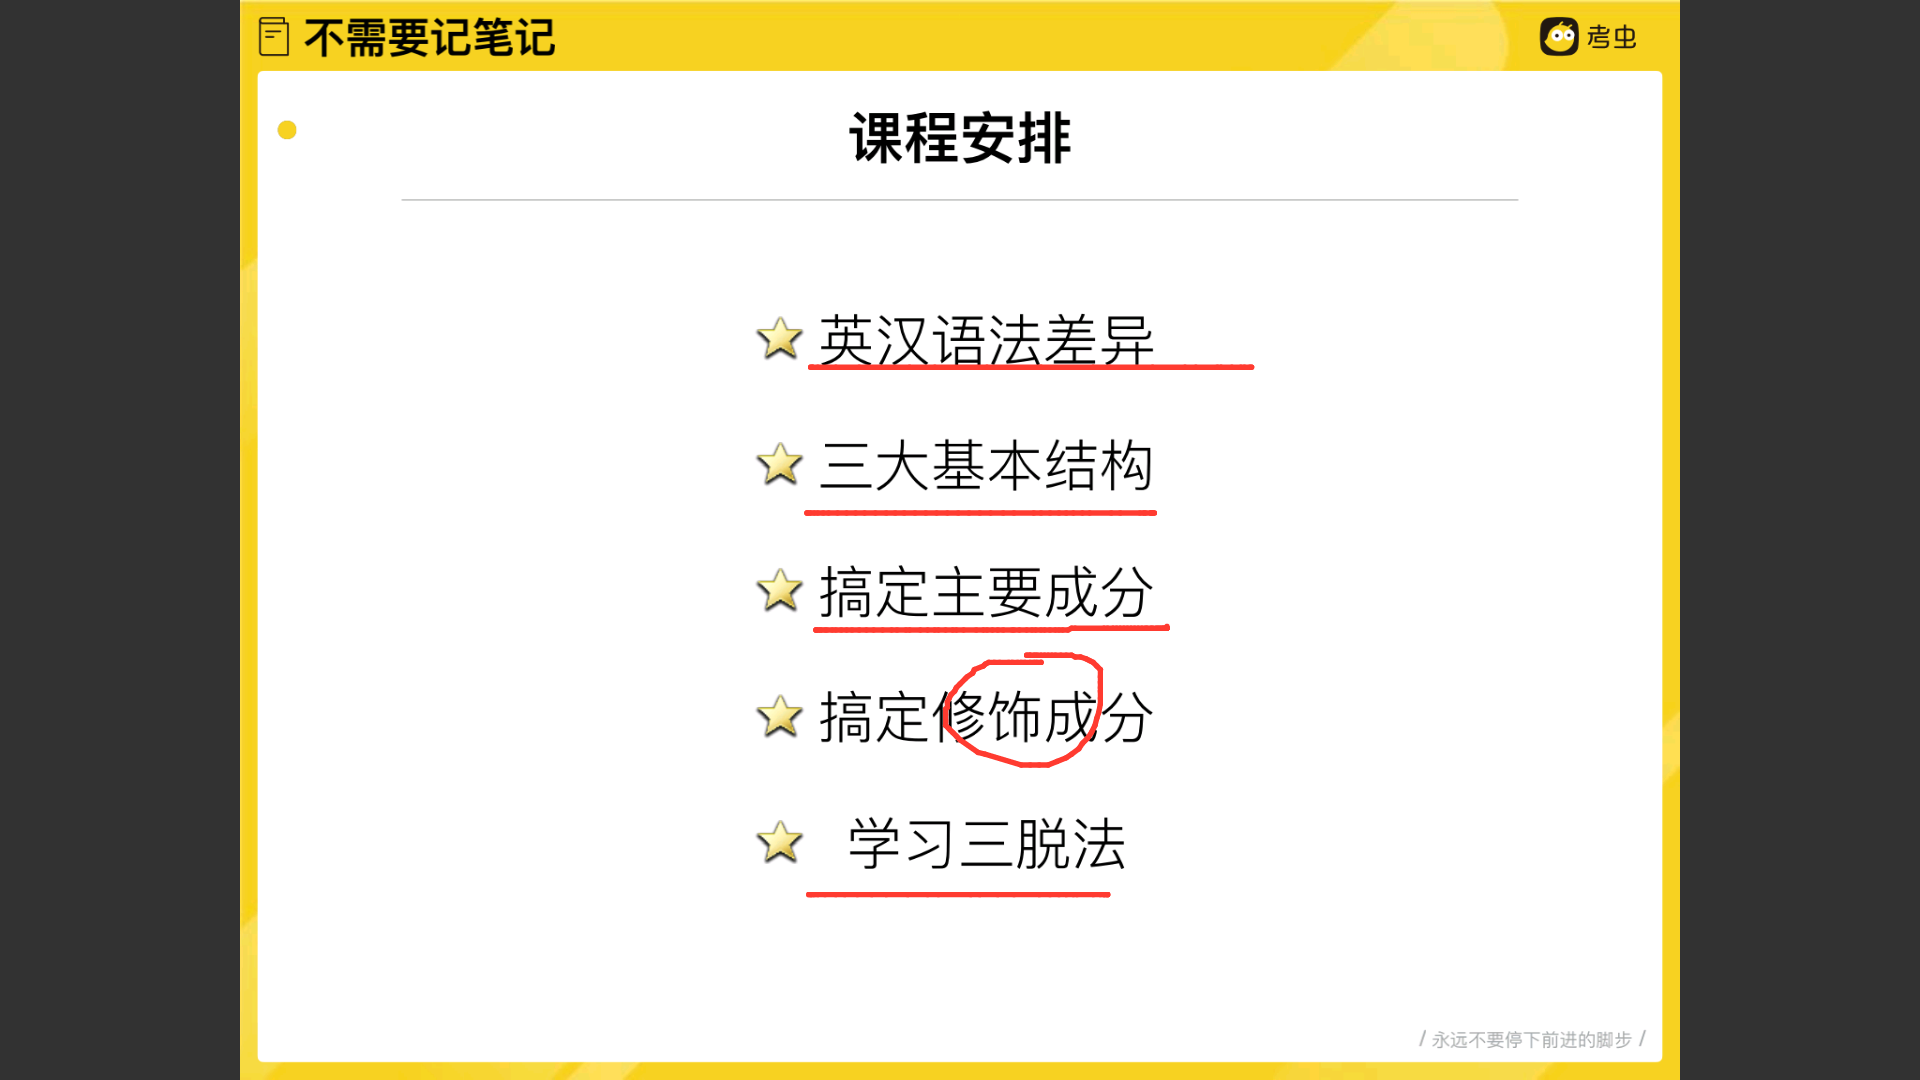 不需要记笔记
考虫
课程安排
英汉语法差异
三大基本结构
搞定主要成分
搞定修饰成分
学习三脱法
/ 永远不要停下前进的脚步 /